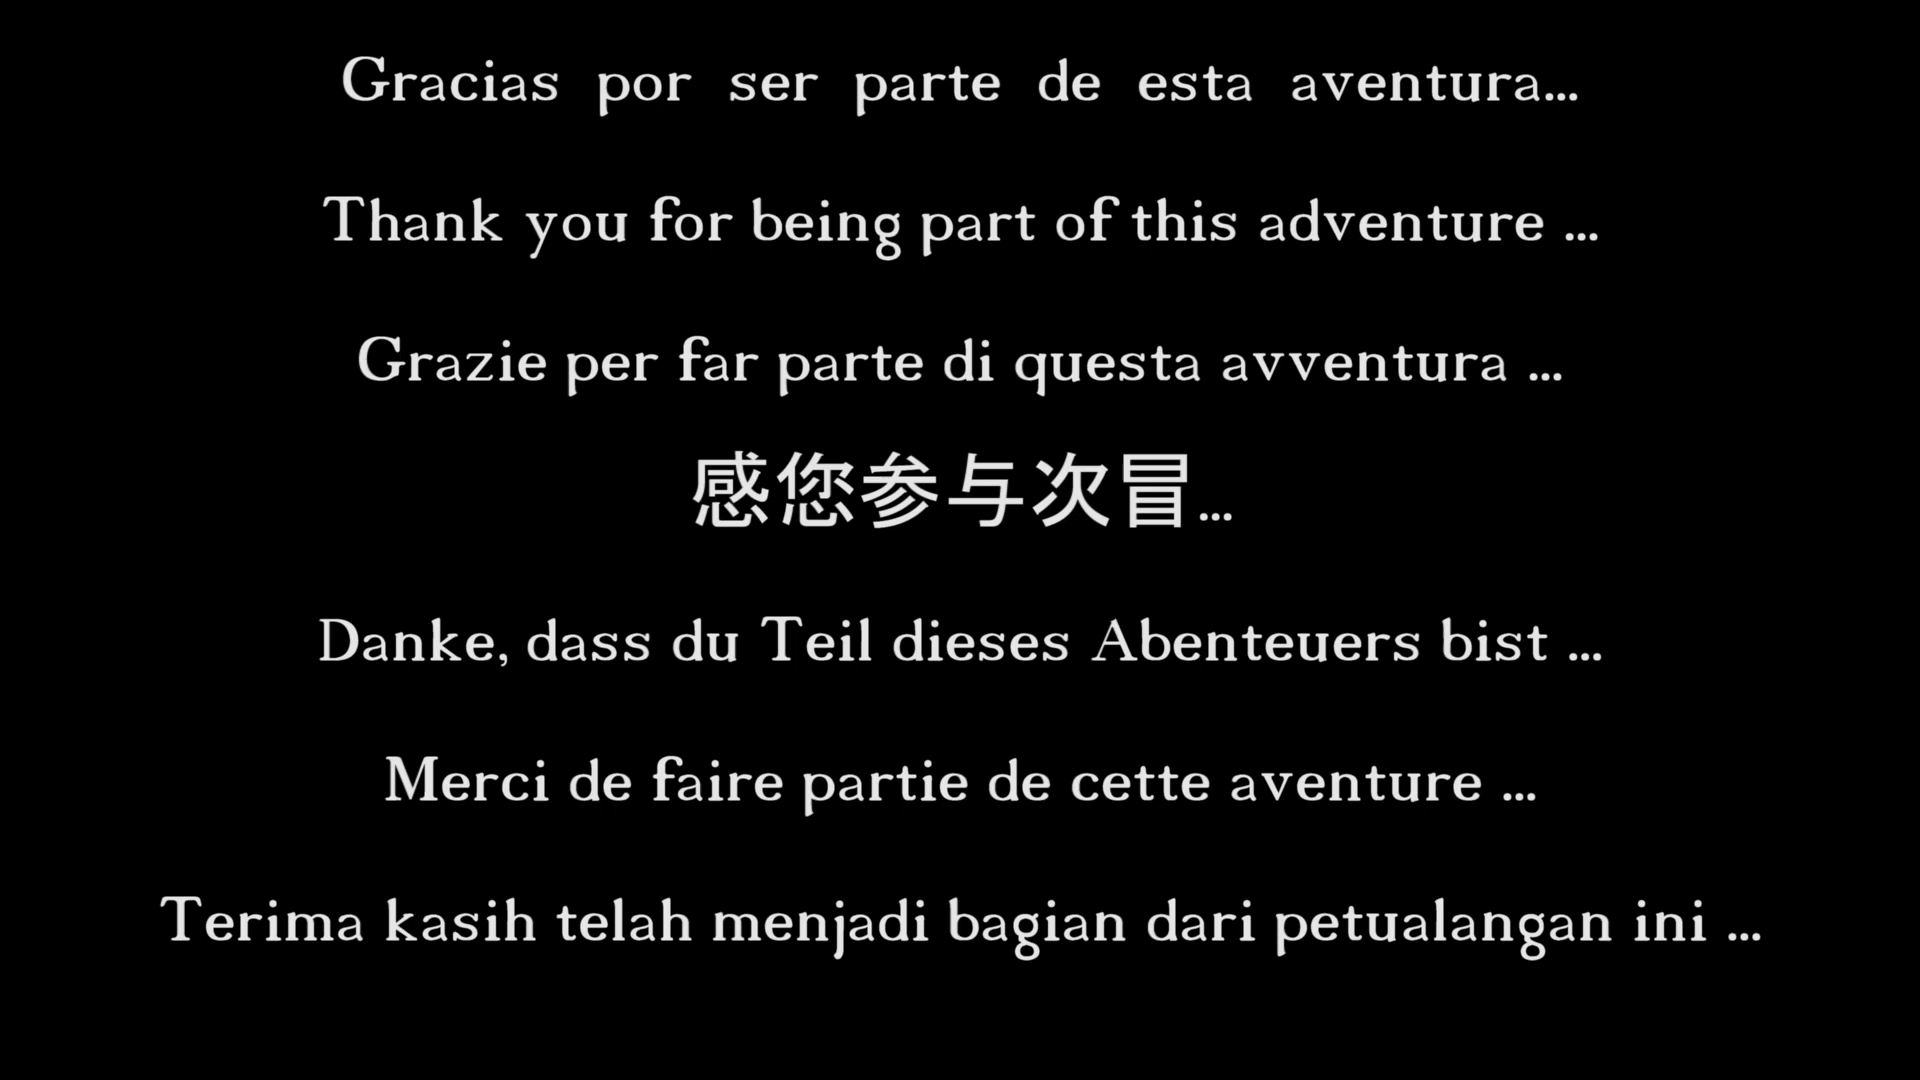 Gracias por ser parte de esta aventura...
Thank you for being part of this adventure ...
Grazie per far parte di questa avventura ...
感您参与次冒...
Danke, dass du Teil dieses Abenteuers bist ...
Merci de faire partie de cette aventure ...
Terima kasih telah menjadi bagian dari petualangan ini ...